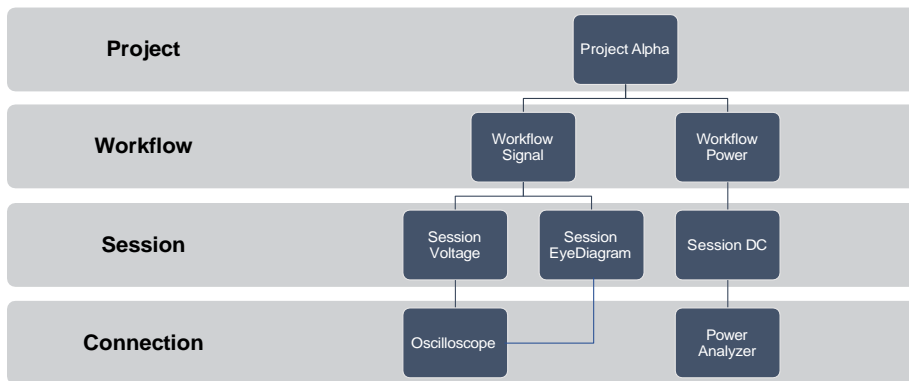 Project
Project Alpha
Workflow
Workflow
Signal
Workflow
Power
Session
Session
Voltage
Session
EyeDiagram
Session DC
Connection
Oscilloscope
Power
Analyzer